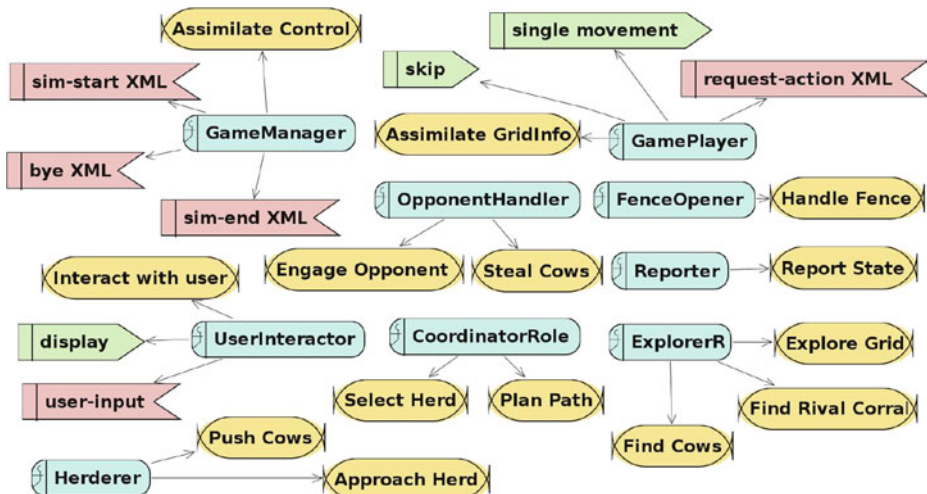 Assimilate Control
single movement
skip
sim-start XML
request-action XML
GameManager
Assimilate GridInfo
GamePlayer
bye XML
sim-end XML
OpponentHandler
FenceOpener
Handle Fence
Interact with user
Engage Opponent
Steal Cows
Reporter
Report State
display
UserInteractor
CoordinatorRole
ExplorerR
Explore Grid
user-input
Select Herd
Plan Path
Find Rival Corral
Push Cows
Find Cows
Herderer
Approach Herd